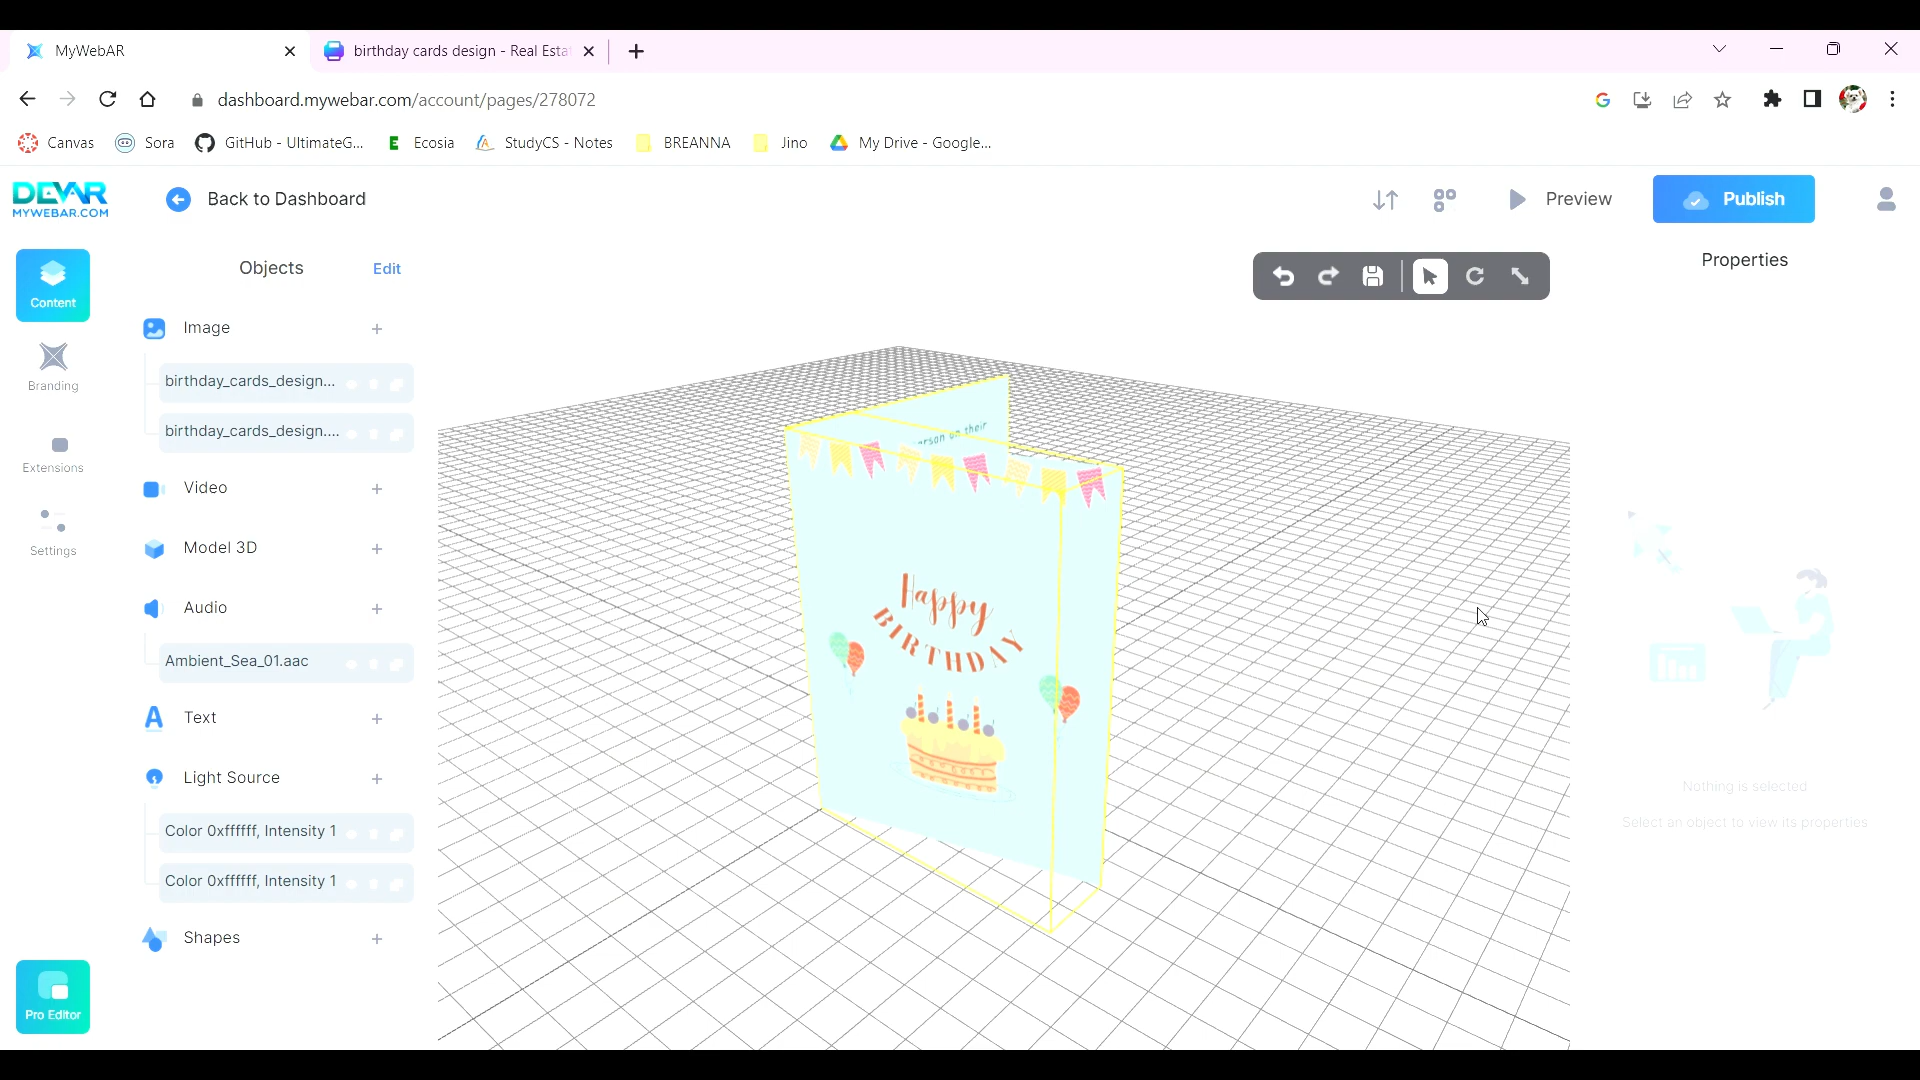 MyWebAR
birthday cards design - Real Esta
dashboard.mywebar.com/account/pages/278072
Canvas
Sora
GitHub - UltimateG...
Ecosia
StudyCS - Notes
BREANNA
Jino
My Drive - Google...
DEVAR
MYWEBAR.COM
Back to Dashboard
Preview
Publish
Content
Branding
Extensions
Settings
Pro Editor
Objects
Edit
Image
birthday_cards_design...
birthday_cards_design....
Video
Model 3D
Audio
Ambient_Sea_01.aac
Text
Light Source
Color 0xffffff, Intensity 1
Color 0xffffff, Intensity 1
Shapes
on their
Happy
BIRTHDAY
Properties
Nothing is selected
Select an object to view its properties